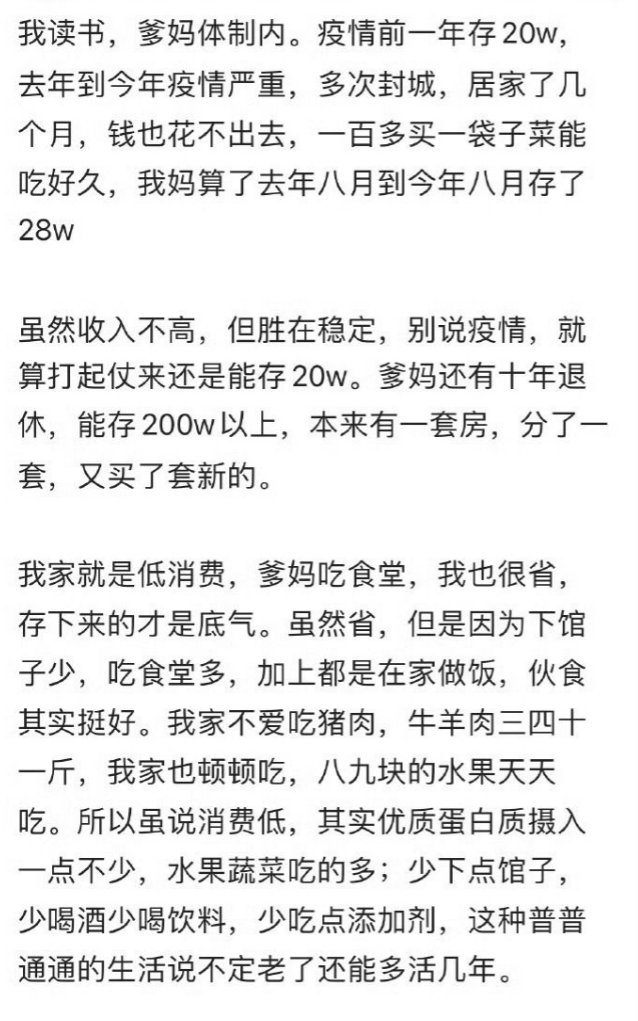 我读书，爹妈体制内。疫情前一年存20w，
去年到今年疫情严重，多次封城，居家了几
个月，钱也花不出去，一百多买一袋子菜能
吃好久，我妈算了去年八月到今年八月存了
28w
虽然收入不高，但胜在稳定，别说疫情，就
算打起仗来还是能存20w。爹妈还有十年退
休，能存200w以上，本来有一套房，分了一
套，又买了套新的。
我家就是低消费，爹妈吃食堂，我也很省，
存下来的才是底气。虽然省，但是因为下馆
子少，吃食堂多，加上都是在家做饭，伙食
其实挺好。我家不爱吃猪肉，牛羊肉三四十
一斤，我家也顿顿吃，八九块的水果天天
吃。所以虽说消费低，其实优质蛋白质摄入
一点不少，水果蔬菜吃的多；少下点馆子，
少喝酒少喝饮料，少吃点添加剂，这种普普
通通的生活说不定老了还能多活几年。